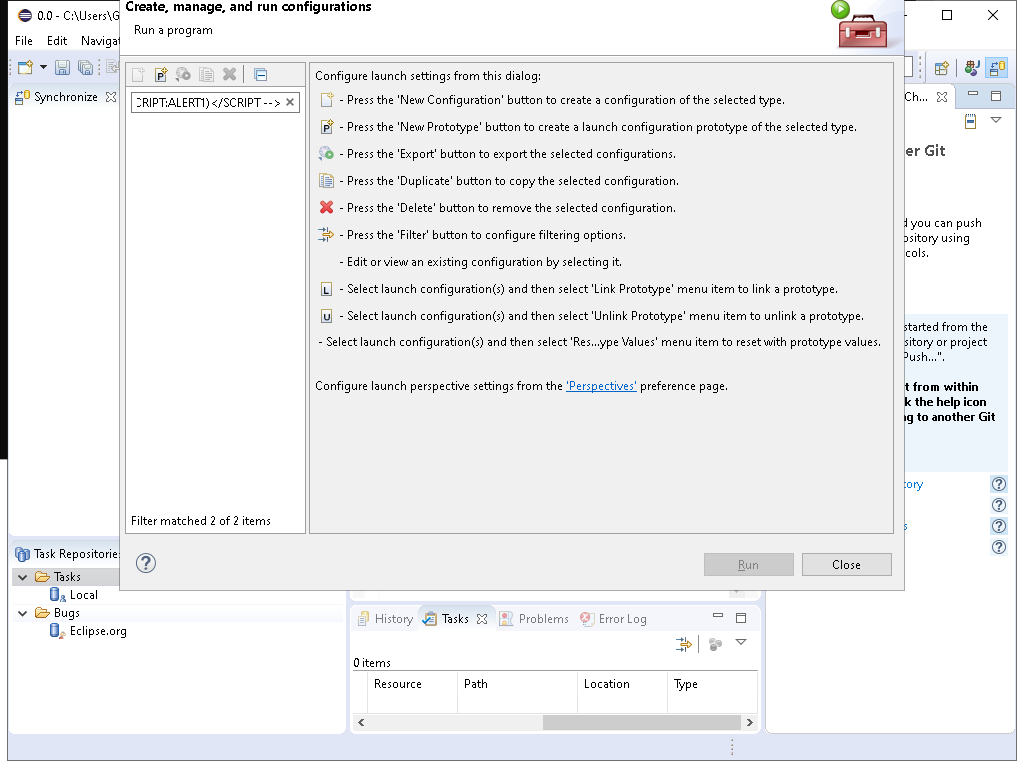 Create, manage, and run configurations
Run a program
0.0 - C:\Users\G
File Edit Navigat
Synchronize
CRIPT:ALERT1)</SCRIPT -->
Filter matched 2 of 2 items
Configure launch settings from this dialog:
- Press the 'New Configuration' button to create a configuration of the selected type.
P - Press the 'New Prototype' button to create a launch configuration prototype of the selected type.
- Press the 'Export' button to export the selected configurations.
- Press the 'Duplicate' button to copy the selected configuration.
- Press the 'Delete' button to remove the selected configuration.
- Press the 'Filter' button to configure filtering options.
- Edit or view an existing configuration by selecting it.
L - Select launch configuration(s) and then select 'Link Prototype' menu item to link a prototype.
U - Select launch configuration(s) and then select 'Unlink Prototype' menu item to unlink a prototype.
- Select launch configuration(s) and then select 'Res...ype Values' menu item to reset with prototype values.
Configure launch perspective settings from the 'Perspectives' preference page.
Run Close
Ch...
er Git
d you can push
ository using
cols.
started from the
ository or project
Push...".
t from within
k the help icon
ng to another Git
tory
s
Task Repositories
Tasks
Local
Bugs
Eclipse.org
History Tasks Problems Error Log
0 items
Resource Path Location Type